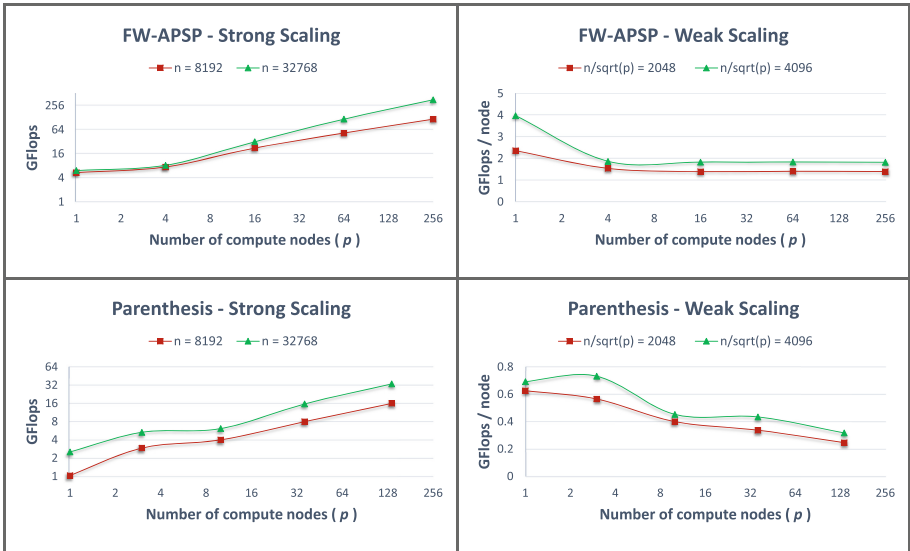 FW-APSP - Strong Scaling
n = 8192 n = 32768
256
64
16
4
1
GFlops
1 2 4 8 16 32 64 128 256
Number of compute nodes ( p )
FW-APSP - Weak Scaling
n/sqrt(p) = 2048 n/sqrt(p) = 4096
5
4
3
2
1
0
GFlops / node
1 2 4 8 16 32 64 128 256
Number of compute nodes ( p )
Parenthesis - Strong Scaling
n = 8192 n = 32768
64
32
16
8
4
2
1
GFlops
1 2 4 8 16 32 64 128 256
Number of compute nodes ( p )
Parenthesis - Weak Scaling
n/sqrt(p) = 2048 n/sqrt(p) = 4096
0.8
0.6
0.4
0.2
0
GFlops / node
1 2 4 8 16 32 64 128 256
Number of compute nodes ( p )